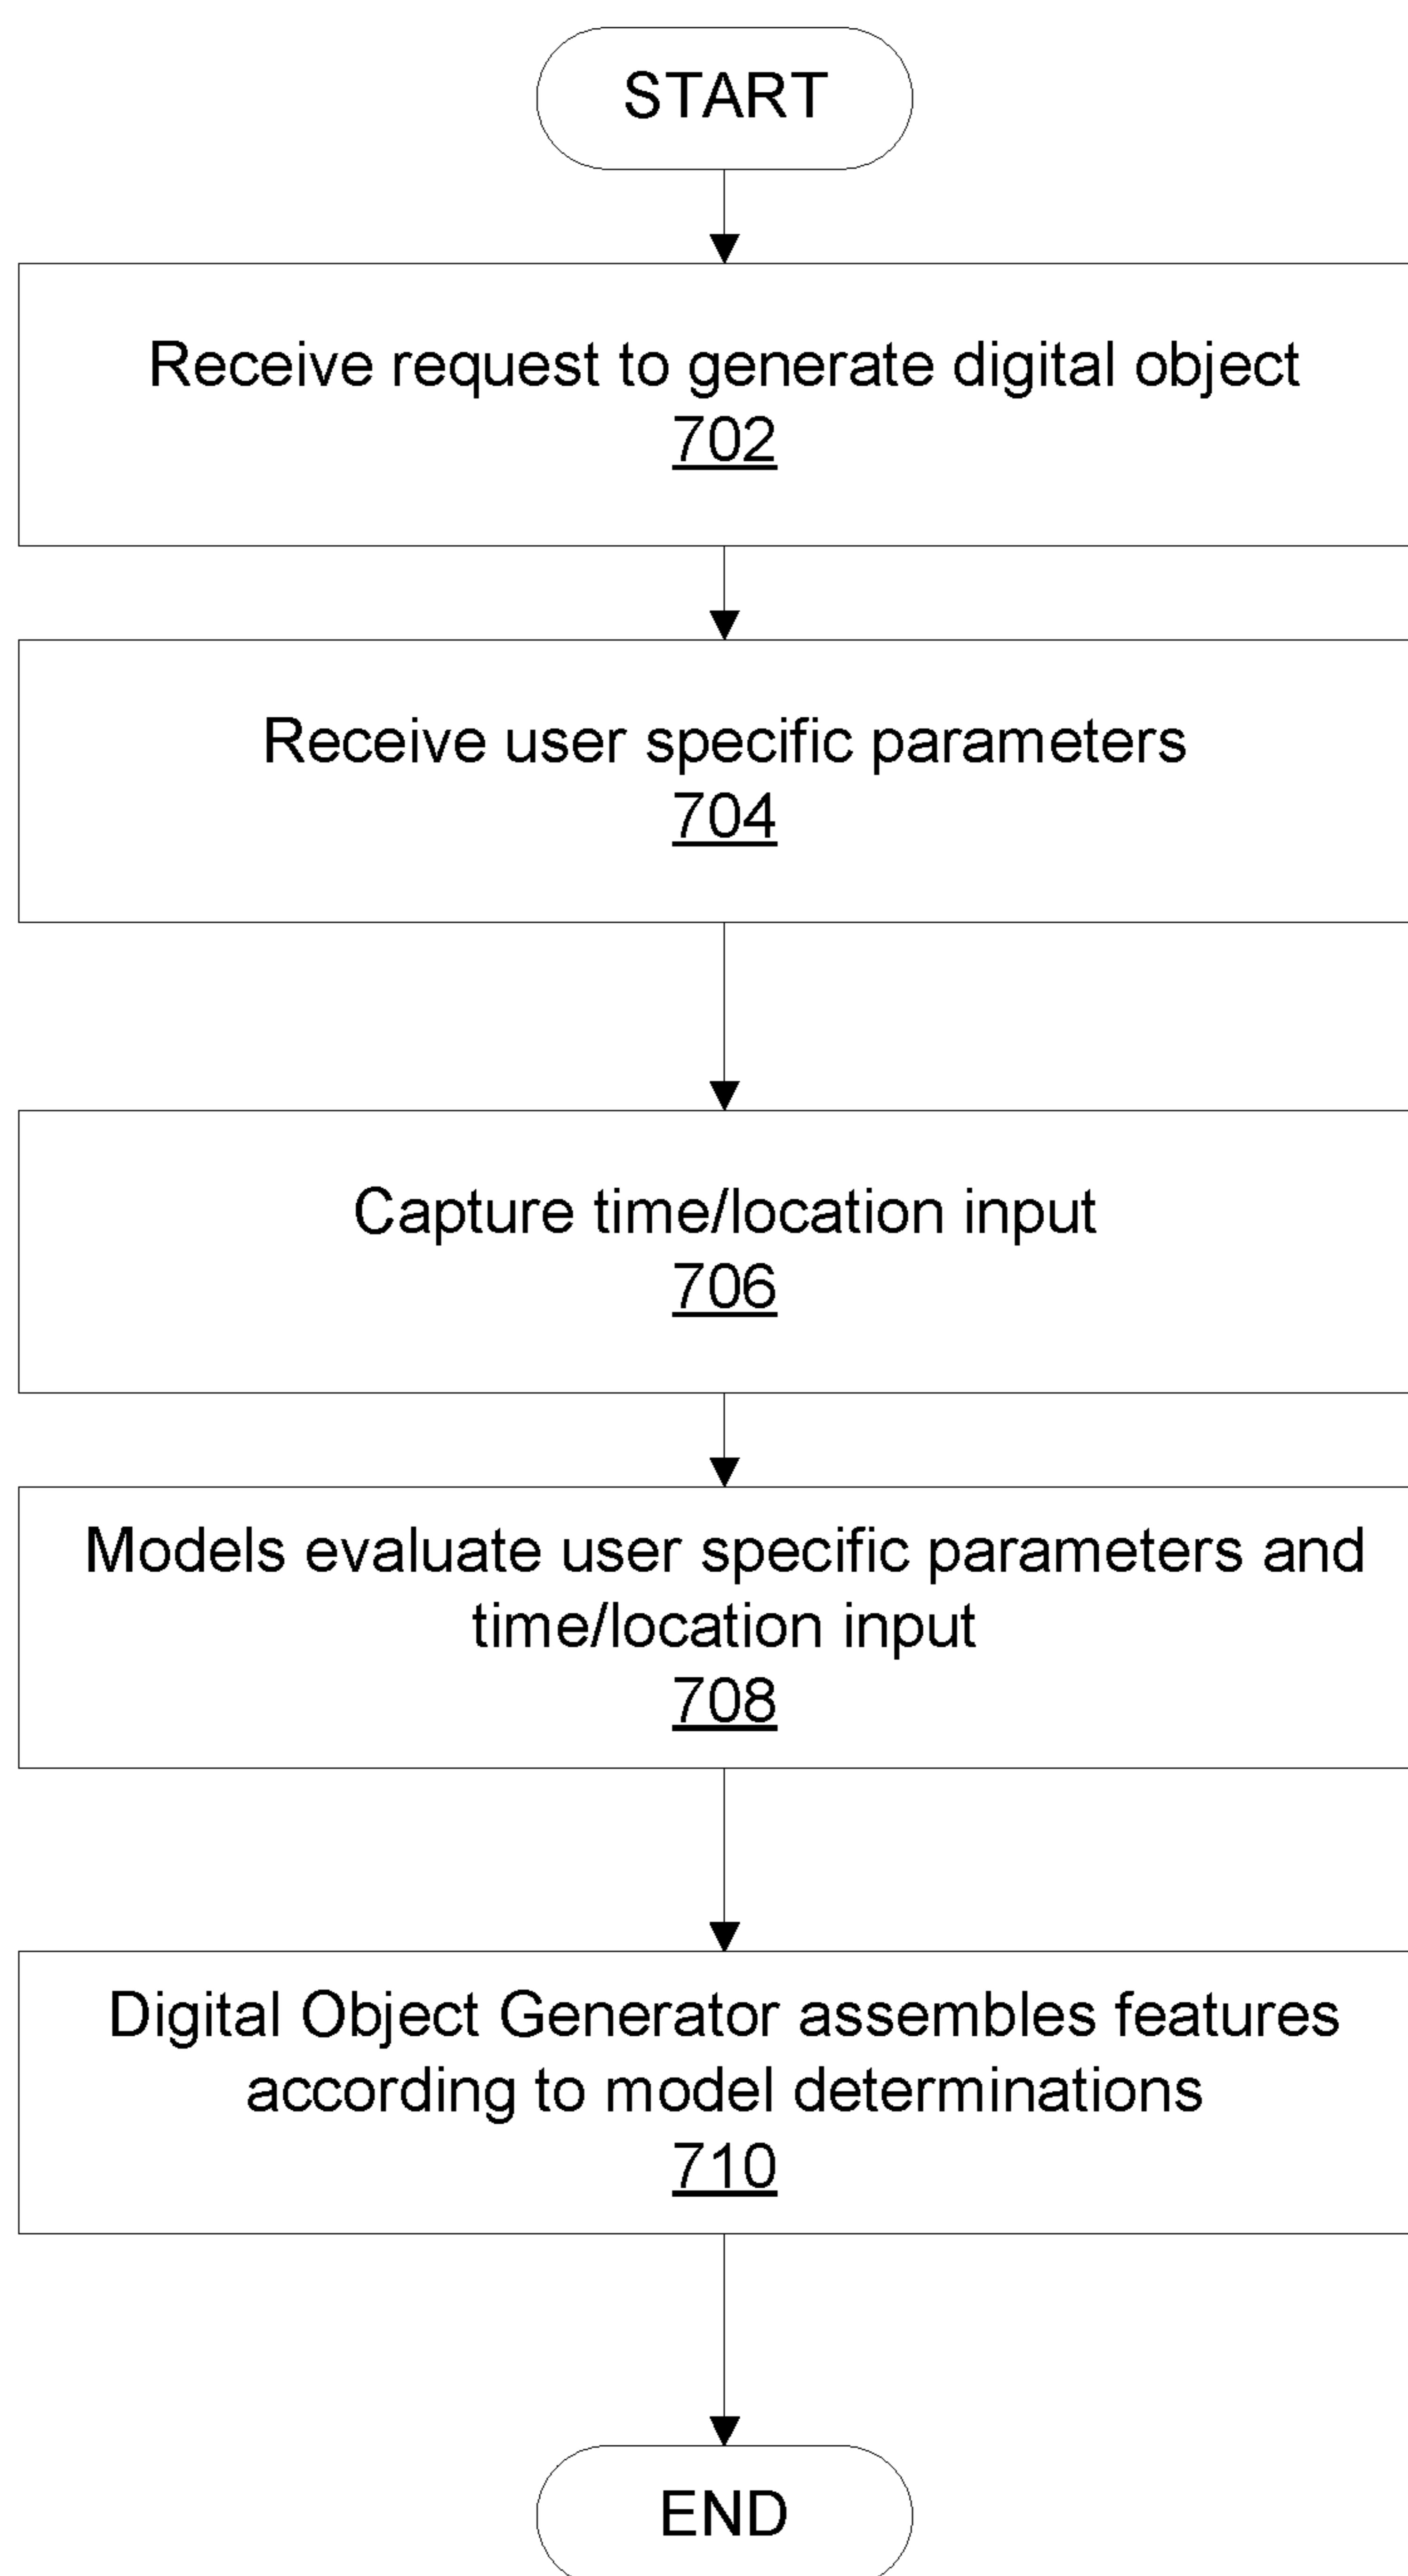 START
Receive request to generate digital object
702
Receive user specific parameters
704
Capture time/location input
706
Models evaluate user specific parameters and
time/location input
708
Digital Object Generator assembles features
according to model determinations
710
END